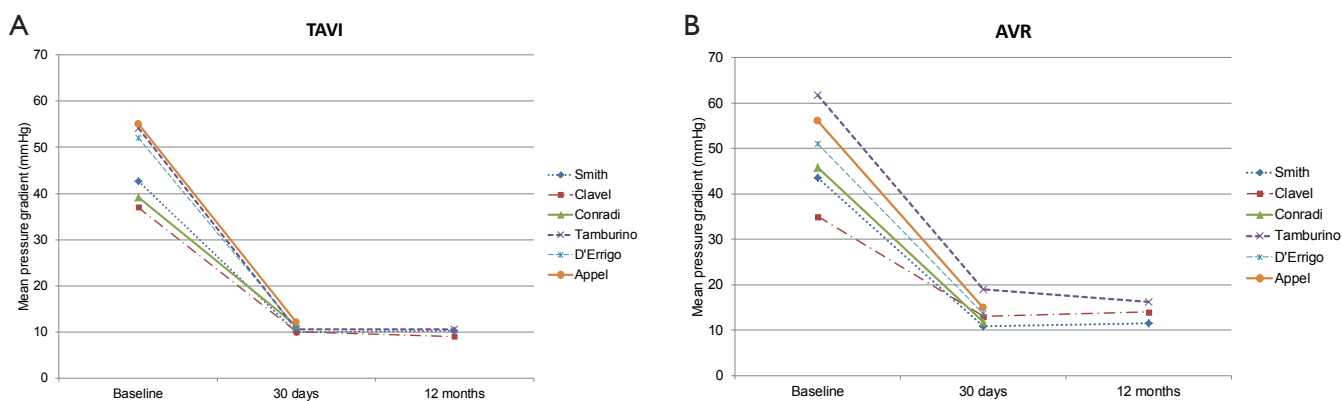 A
TAVI
Mean pressure gradient (mmHg)
70
60
50
40
30
20
10
0
Baseline
30 days
12 months
Smith
Clavel
Conradi
Tamburino
D'Errigo
Appel
B
AVR
Mean pressure gradient (mmHg)
70
60
50
40
30
20
10
0
Baseline
30 days
12 months
Smith
Clavel
Conradi
Tamburino
D'Errigo
Appel